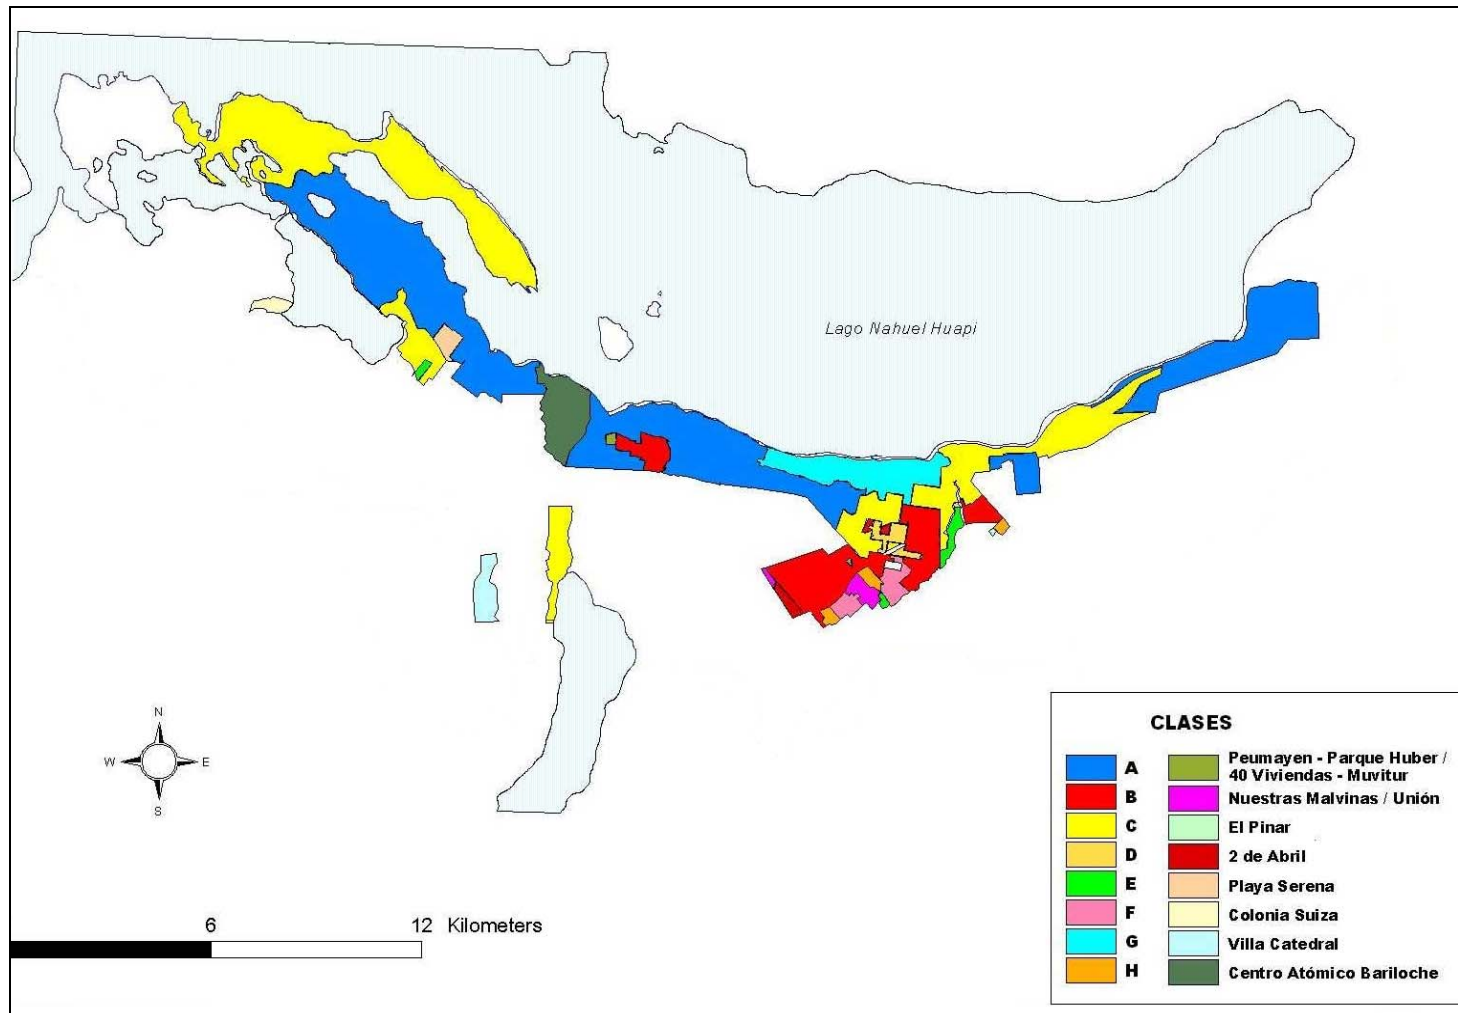 Lago Nahuel Huapi
N
W E
S
6 12 Kilometers
CLASES
A
B
C
D
E
F
G
H
Peumayen - Parque Huber /
40 Viviendas - Muvitur
Nuestras Malvinas / Unión
El Pinar
2 de Abril
Playa Serena
Colonia Suiza
Villa Catedral
Centro Atómico Bariloche